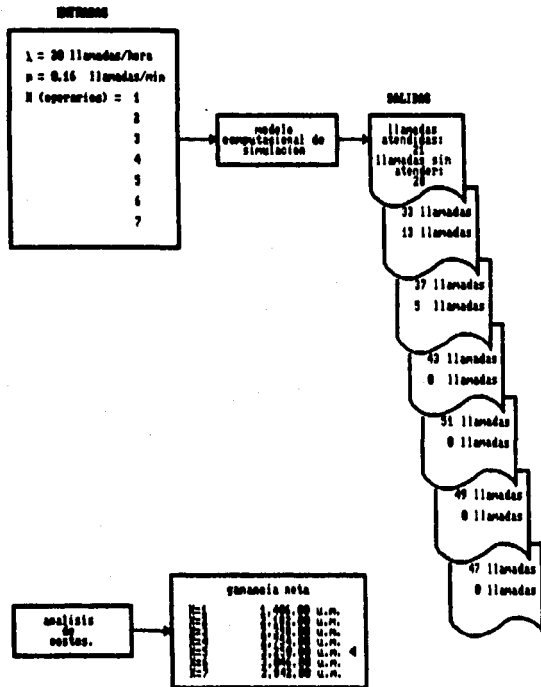 ENTRADAS
λ = 30 llamadas/hora
μ = 0.16 llamadas/min
N (operarios) = 1
2
3
4
5
6
7
modelo
computacional de
simulacion
SALIDAS
llamadas
atendidas:
21
llamadas sin
atender:
28
33 llamadas
13 llamadas
37 llamadas
5 llamadas
43 llamadas
0 llamadas
51 llamadas
0 llamadas
49 llamadas
0 llamadas
47 llamadas
0 llamadas
analisis
de
costos.
ganancia neta
u.m.
u.m.
u.m.
u.m.
u.m.
u.m.
u.m.